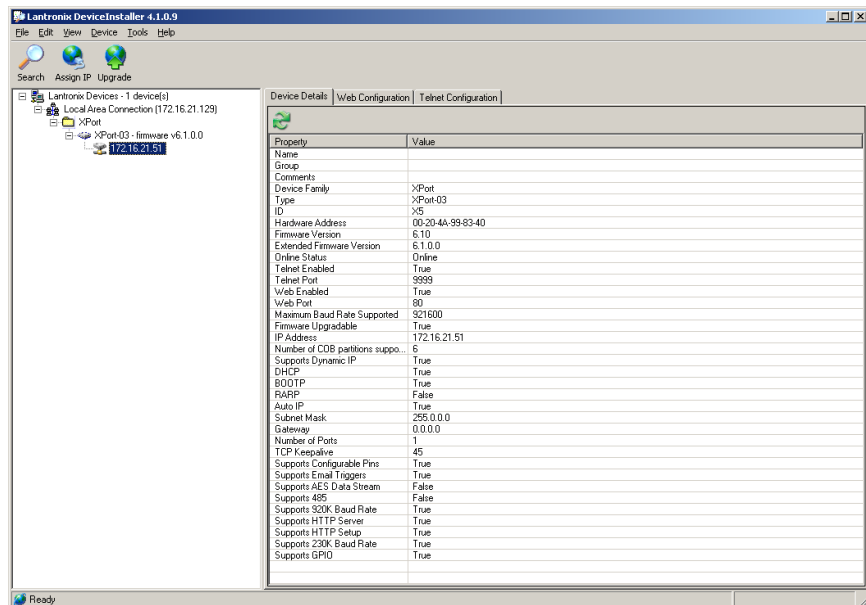 Lantronix DeviceInstaller 4.1.0.9
File Edit View Device Tools Help
Search Assign IP Upgrade
Lantronix Devices - 1 device(s)
Local Area Connection (172.16.21.129)
XPort
XPort-03 - firmware v6.1.0.0
172.16.21.51
Device Details Web Configuration Telnet Configuration
Property Value
Name
Group
Comments
Device Family XPort
Type XPort-03
ID X5
Hardware Address 00-20-4A-99-83-40
Firmware Version 6.10
Extended Firmware Version 6.1.0.0
Online Status Online
Telnet Enabled True
Telnet Port 9999
Web Enabled True
Web Port 80
Maximum Baud Rate Supported 921600
Firmware Upgradable True
IP Address 172.16.21.51
Number of COB partitions suppo... 6
Supports Dynamic IP True
DHCP True
BOOTP True
RARP False
Auto IP True
Subnet Mask 255.0.0.0
Gateway 0.0.0.0
Number of Ports 1
TCP Keepalive 45
Supports Configurable Pins True
Supports Email Triggers True
Supports AES Data Stream False
Supports 485 False
Supports 920K Baud Rate True
Supports HTTP Server True
Supports HTTP Setup True
Supports 230K Baud Rate True
Supports GPIO True
Ready